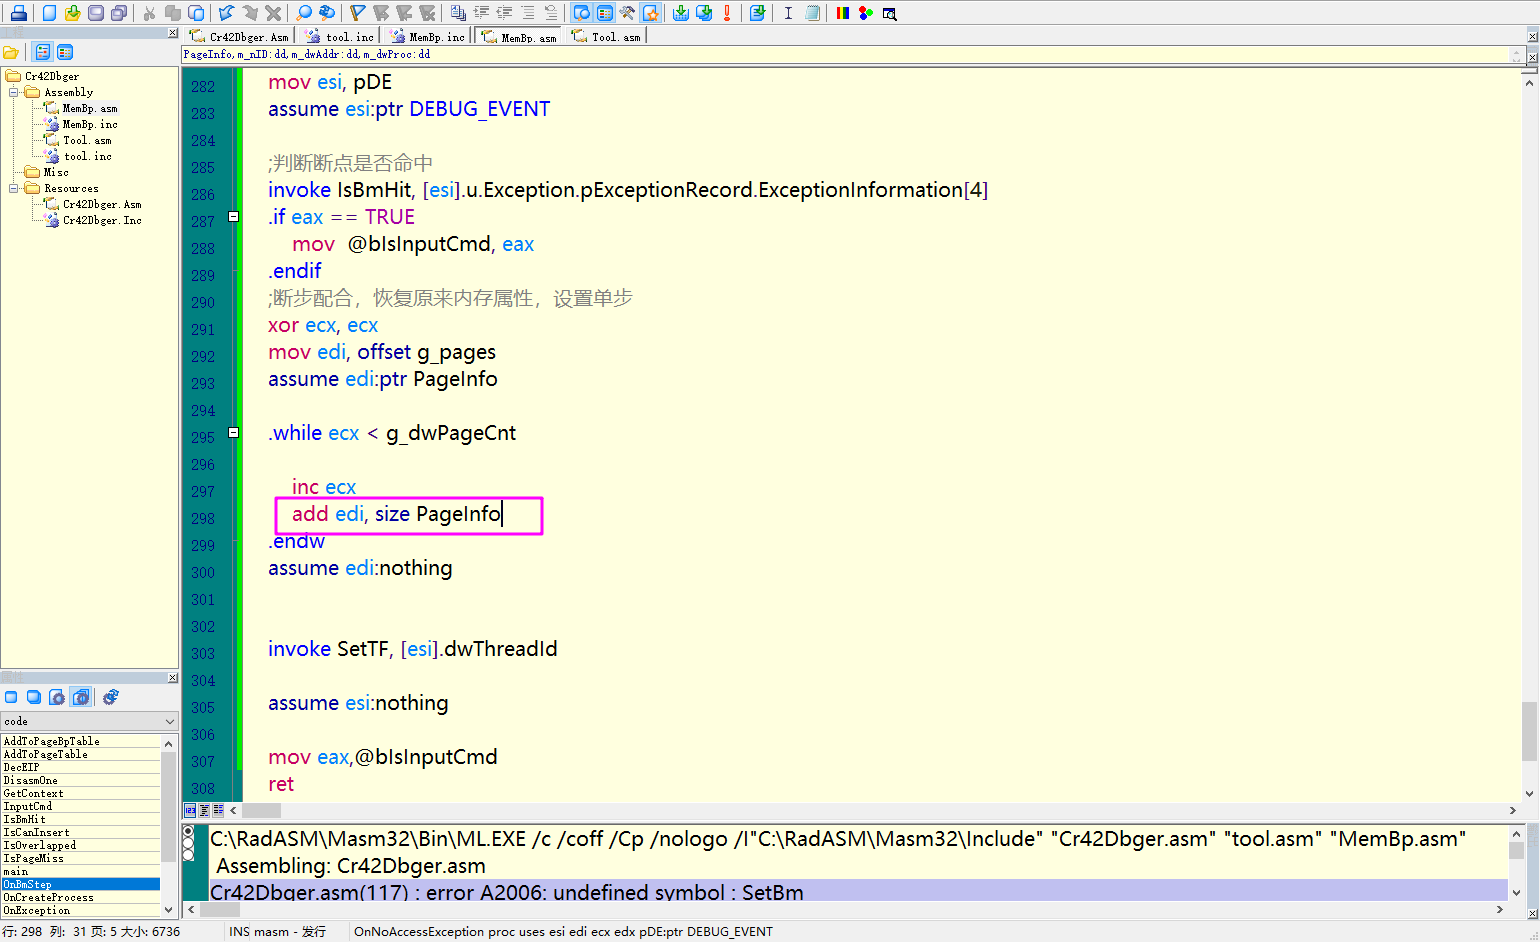 Cr42Dbger.Asm
tool.inc
MemBp.inc
MemBp.asm
Tool.asm
PageInfo,m_nID:dd,m_dwAddr:dd,m_dwProc:dd
Cr42Dbger
Assembly
MemBp.asm
MemBp.inc
Tool.asm
tool.inc
Misc
Resources
Cr42Dbger.Asm
Cr42Dbger.Inc
code
AddToPageBpTable
AddToPageTable
DecEIP
DisasmOne
GetContext
InputCmd
IsBmHit
IsCanInsert
IsOverlapped
IsPageMiss
main
OnBmStep
OnCreateProcess
OnException
282 mov esi, pDE
283 assume esi:ptr DEBUG_EVENT
284
285 ;判断断点是否命中
286 invoke IsBmHit, [esi].u.Exception.pExceptionRecord.ExceptionInformation[4]
287 .if eax == TRUE
288 mov @bIsInputCmd, eax
289 .endif
290 ;断步配合，恢复原来内存属性，设置单步
291 xor ecx, ecx
292 mov edi, offset g_pages
293 assume edi:ptr PageInfo
294
295 .while ecx < g_dwPageCnt
296
297 inc ecx
298 add edi, size PageInfo
299 .endw
300 assume edi:nothing
301
302
303 invoke SetTF, [esi].dwThreadId
304
305 assume esi:nothing
306
307 mov eax,@bIsInputCmd
308 ret
C:\RadASM\Masm32\Bin\ML.EXE /c /coff /Cp /nologo /I"C:\RadASM\Masm32\Include" "Cr42Dbger.asm" "tool.asm" "MemBp.asm"
Assembling: Cr42Dbger.asm
Cr42Dbger.asm(117) : error A2006: undefined symbol : SetBm
行: 298 列: 31 页: 5 大小: 6736
INS masm - 发行
OnNoAccessException proc uses esi edi ecx edx pDE:ptr DEBUG_EVENT